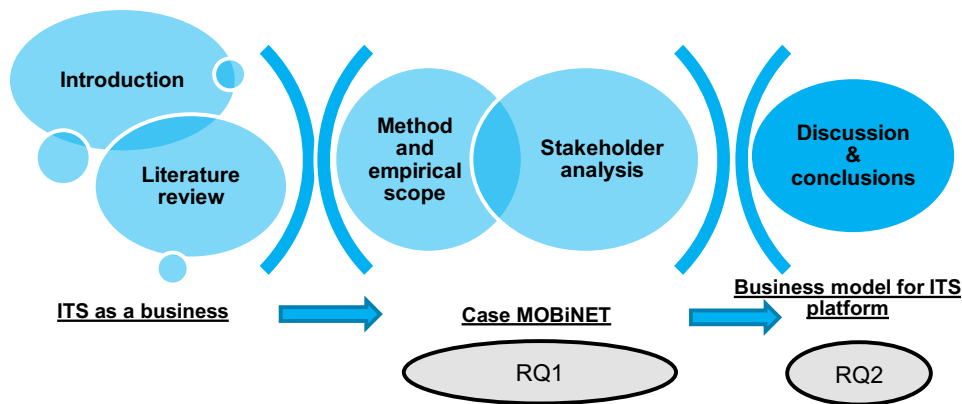 Introduction
Literature
review
Method
and
empirical
scope
Stakeholder
analysis
Discussion
&
conclusions
ITS as a business
Case MOBiNET
Business model for ITS
platform
RQ1
RQ2